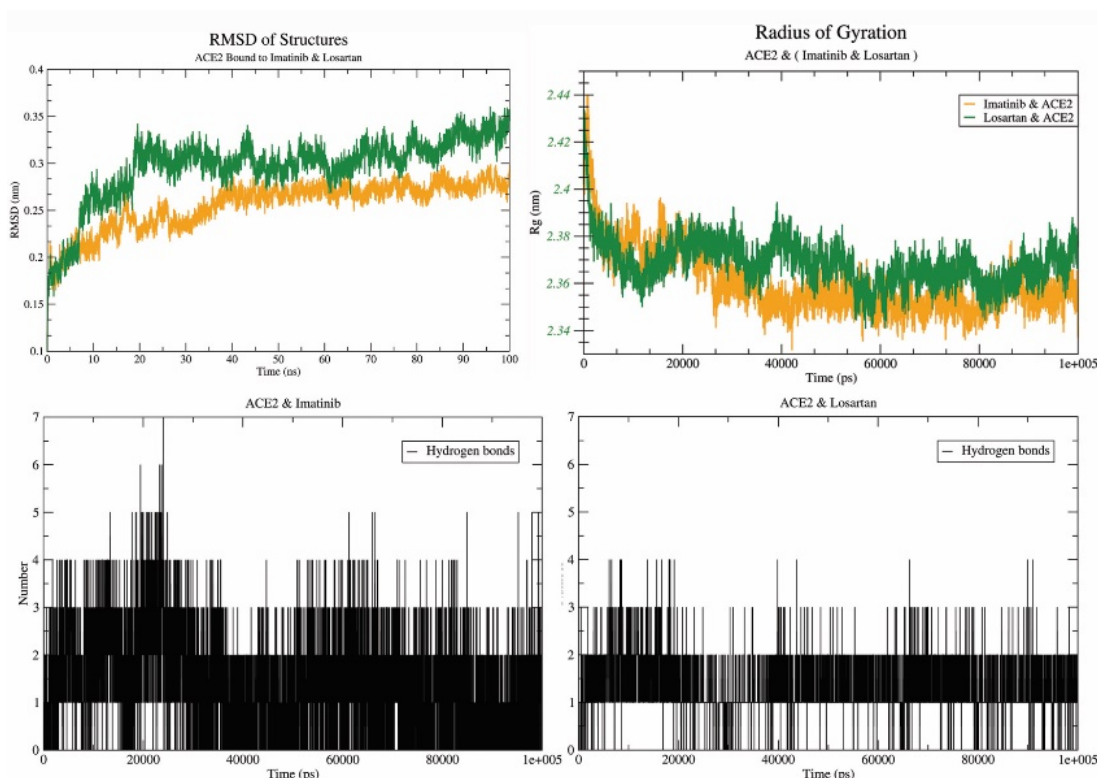 RMSD of Structures
ACE2 Bound to Imatinib & Losartan
0.4
0.35
0.3
0.25
0.2
0.15
0.1
RMSD (nm)
0 10 20 30 40 50 60 70 80 90 100
Time (ns)
Radius of Gyration
ACE2 & ( Imatinib & Losartan )
2.44
2.42
2.4
2.38
2.36
2.34
Rg (nm)
Imatinib & ACE2
Losartan & ACE2
0 20000 40000 60000 80000 1e+005
Time (ps)
ACE2 & Imatinib
7
6
5
4
3
2
1
0
Number
Hydrogen bonds
0 20000 40000 60000 80000 1e+005
Time (ps)
ACE2 & Losartan
7
6
5
4
3
2
1
0
Hydrogen bonds
0 20000 40000 60000 80000 1e+005
Time (ps)